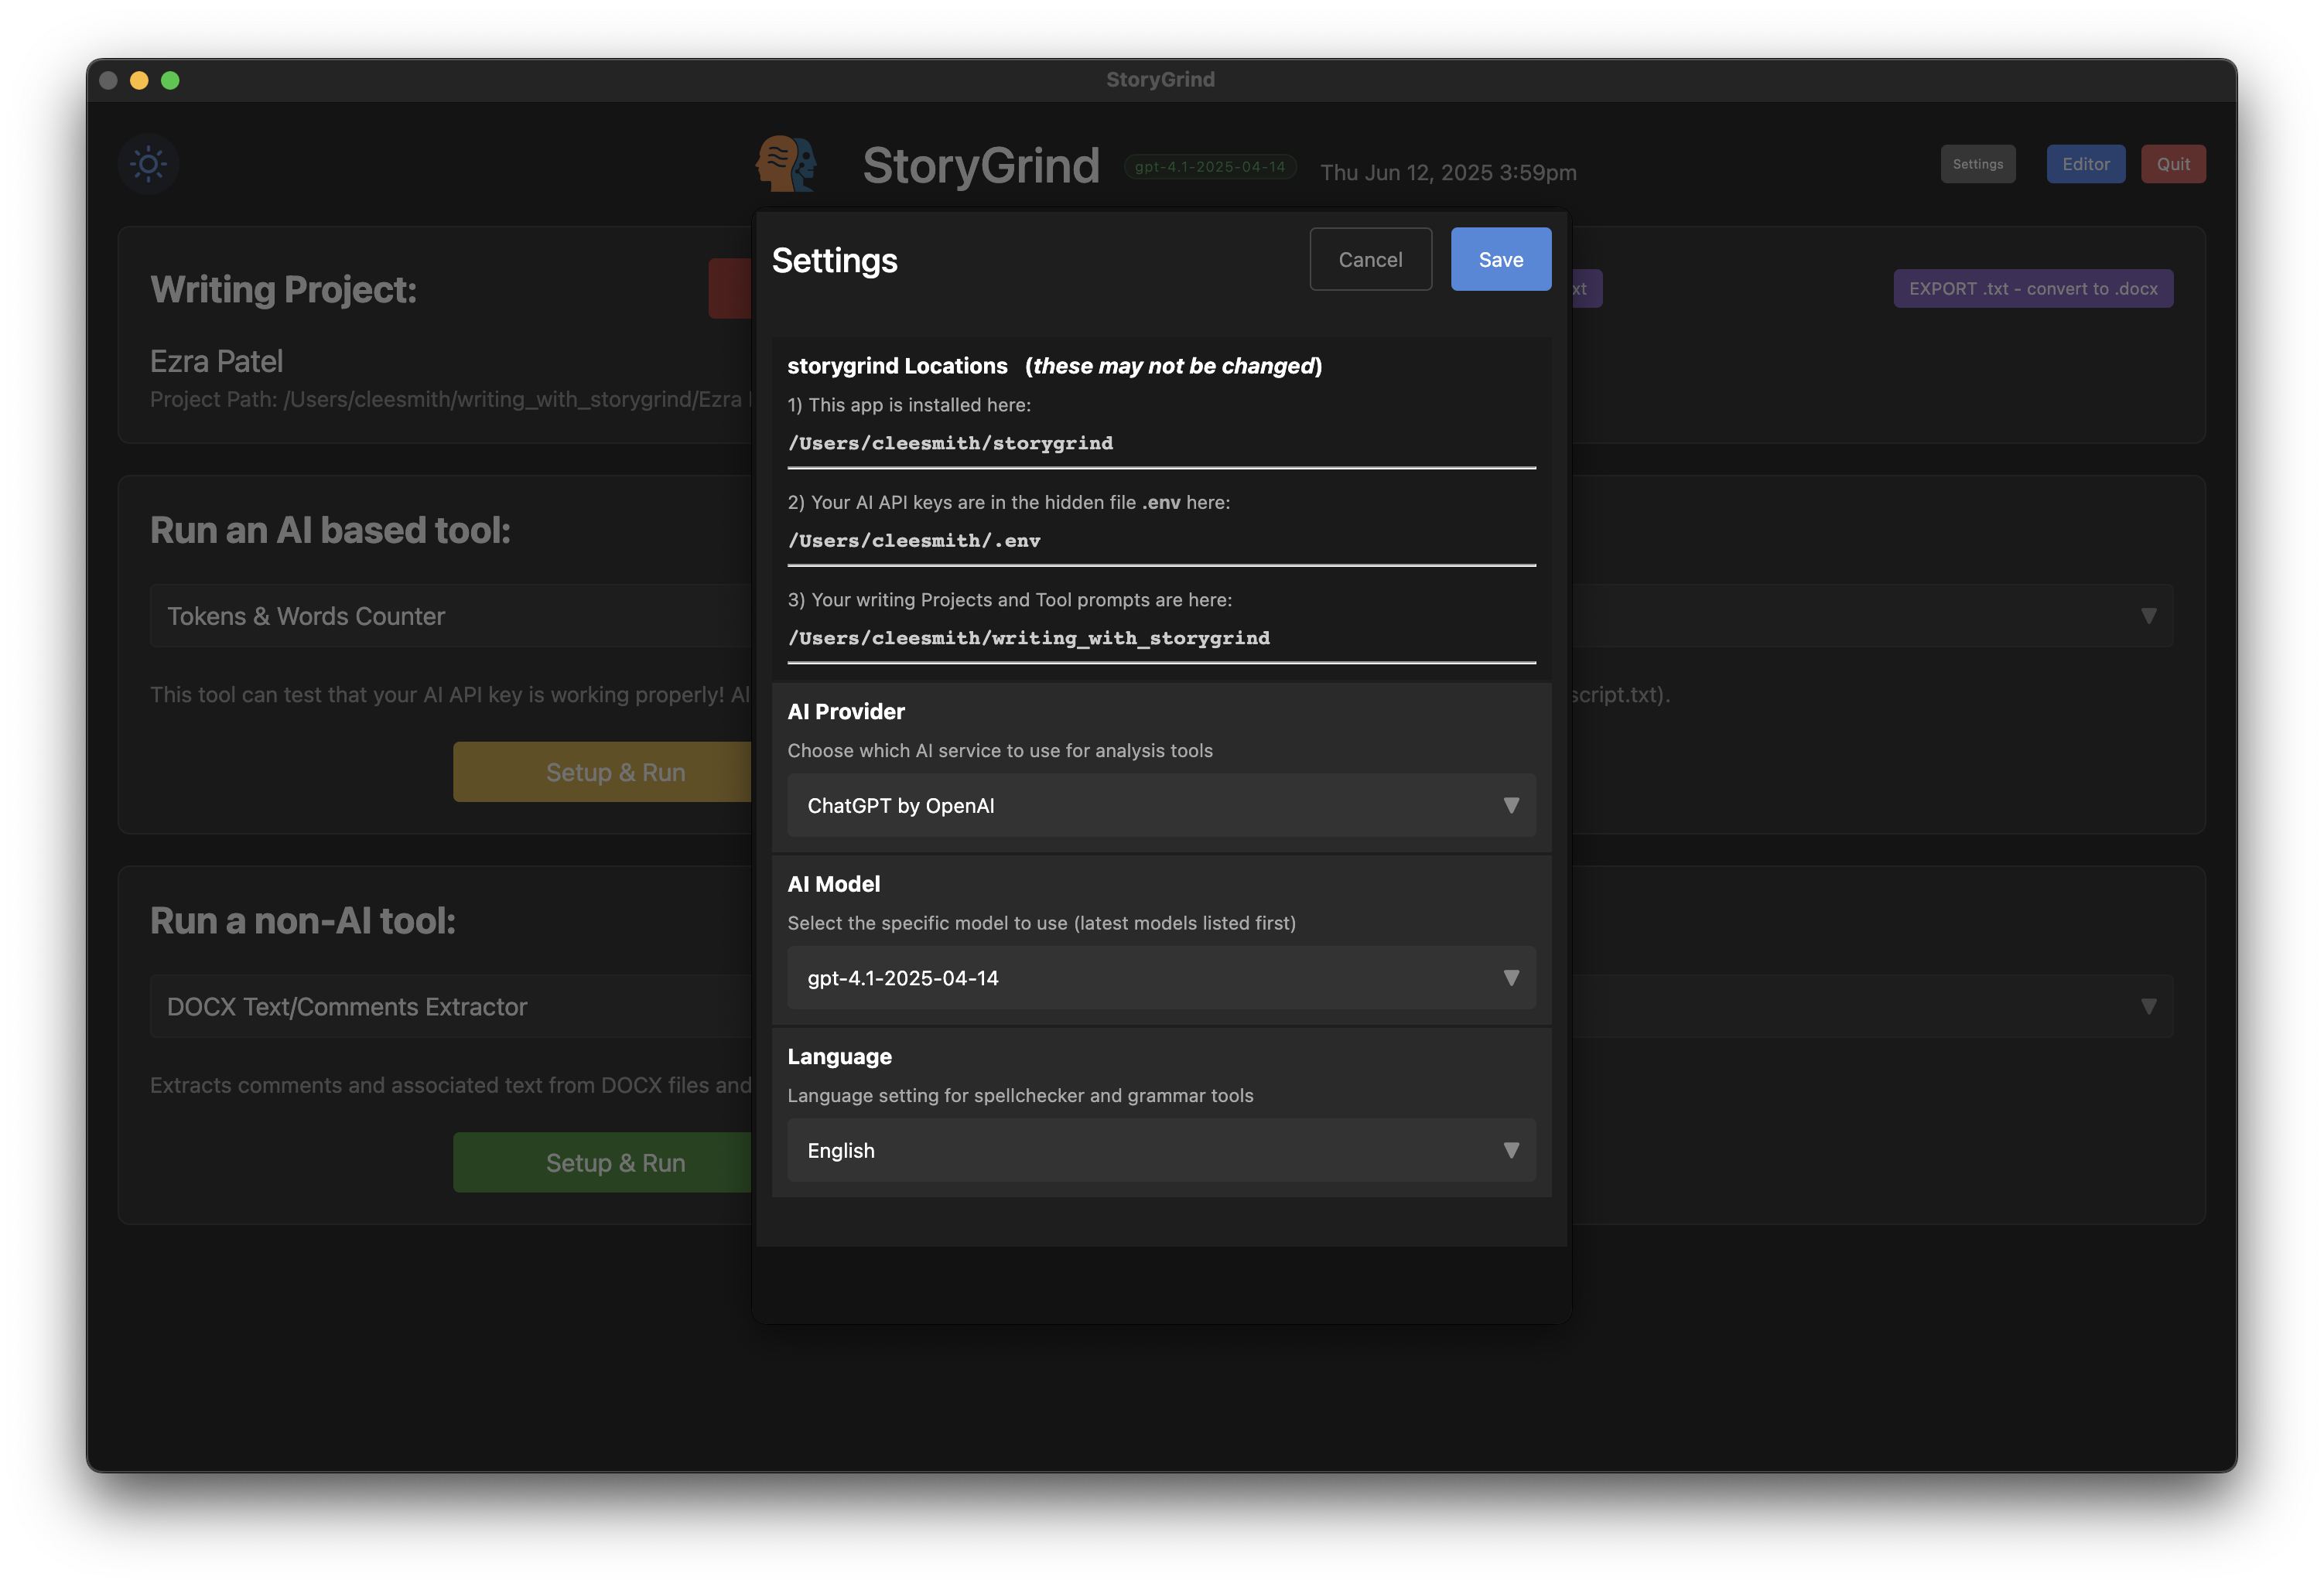 StoryGrind
StoryGrind gpt-4.1-2025-04-14 Thu Jun 12, 2025 3:59pm
Settings
Editor
Quit
Writing Project:
xt
EXPORT .txt - convert to .docx
Ezra Patel
Project Path: /Users/cleesmith/writing_with_storygrind/Ezra
Run an AI based tool:
Tokens & Words Counter
This tool can test that your AI API key is working properly! Al
script.txt).
Setup & Run
Run a non-AI tool:
DOCX Text/Comments Extractor
Extracts comments and associated text from DOCX files and
Setup & Run
Settings
Cancel
Save
storygrind Locations (these may not be changed)
1) This app is installed here:
/Users/cleesmith/storygrind
2) Your AI API keys are in the hidden file .env here:
/Users/cleesmith/.env
3) Your writing Projects and Tool prompts are here:
/Users/cleesmith/writing_with_storygrind
AI Provider
Choose which AI service to use for analysis tools
ChatGPT by OpenAI
AI Model
Select the specific model to use (latest models listed first)
gpt-4.1-2025-04-14
Language
Language setting for spellchecker and grammar tools
English